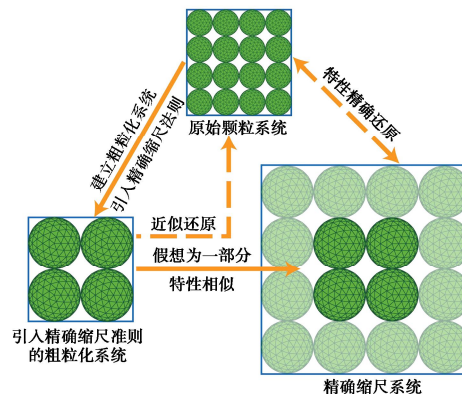 原始颗粒系统
特性精确还原
建立粗粒化系统
引入精确缩尺法则
近似还原
假想为一部分
特性相似
引入精确缩尺准则
的粗粒化系统
精确缩尺系统